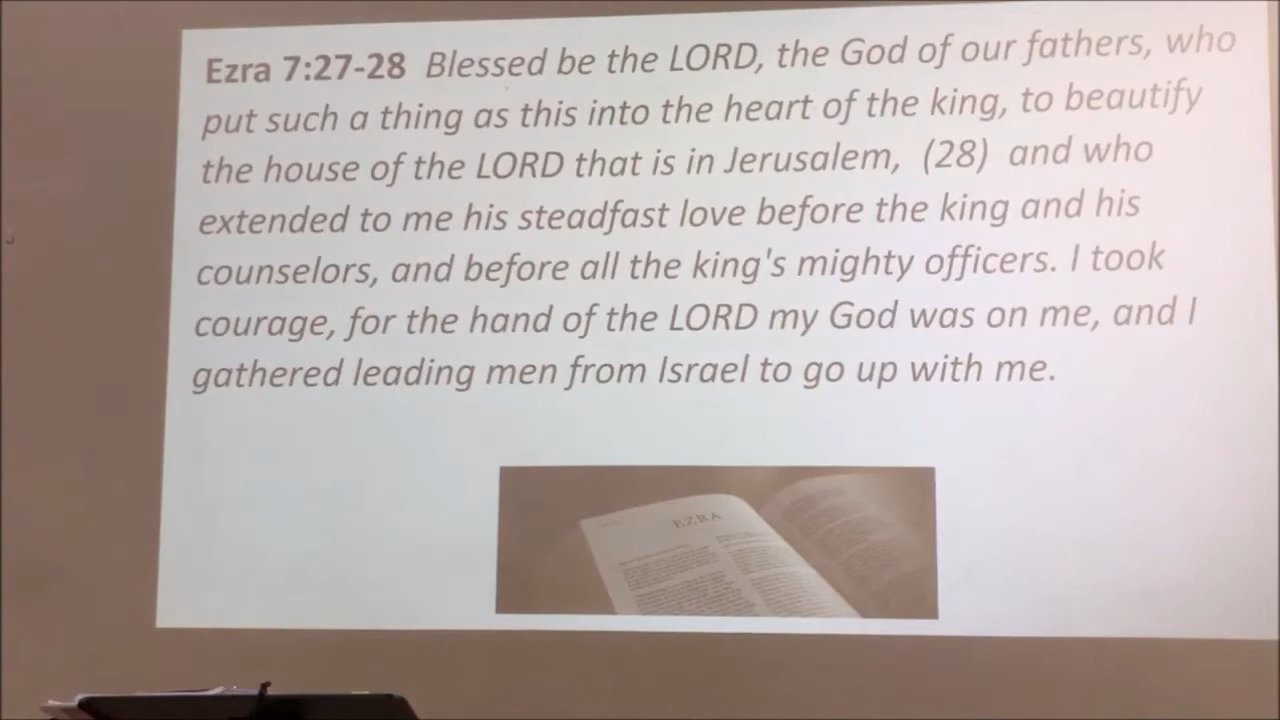 Ezra 7:27-28 Blessed be the LORD, the God of our fathers, who
put such a thing as this into the heart of the king, to beautify
the house of the LORD that is in Jerusalem, (28) and who
extended to me his steadfast love before the king and his
counselors, and before all the king's mighty officers. I took
courage, for the hand of the LORD my God was on me, and I
gathered leading men from Israel to go up with me.
EZRA